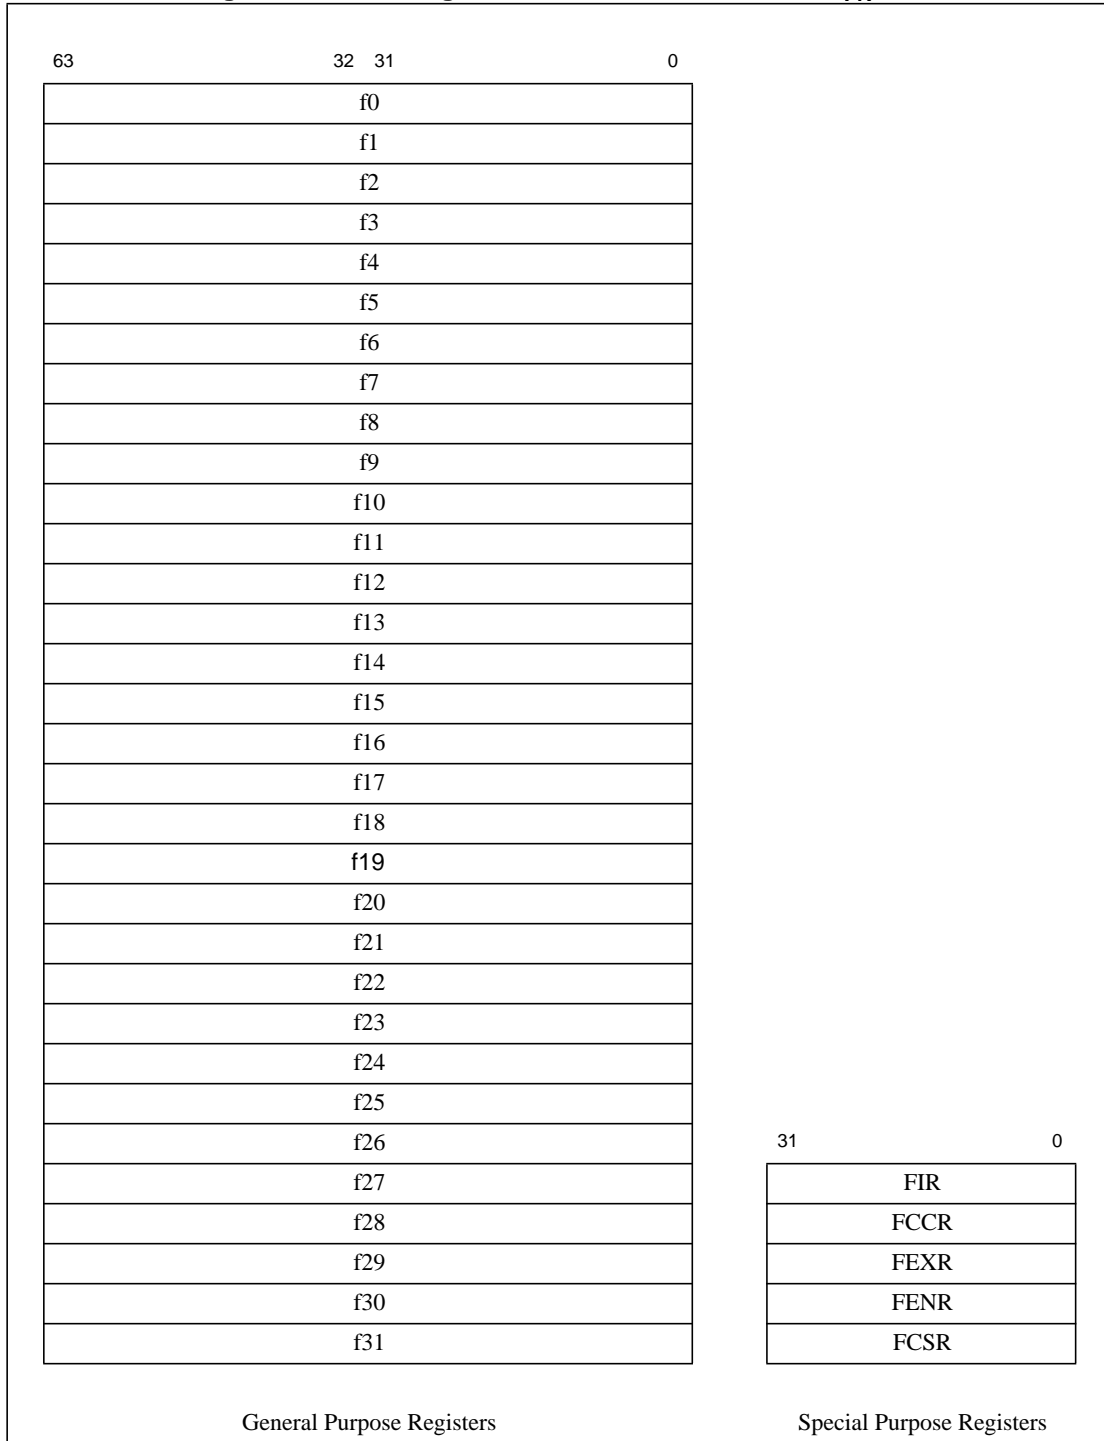 63 32 31 0
f0
f1
f2
f3
f4
f5
f6
f7
f8
f9
f10
f11
f12
f13
f14
f15
f16
f17
f18
f19
f20
f21
f22
f23
f24
f25
f26 31 0
f27 FIR
f28 FCCR
f29 FEXR
f30 FENR
f31 FCSR
General Purpose Registers Special Purpose Registers